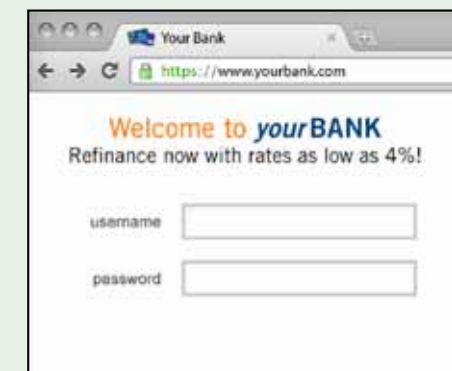 Your Bank
https://www.yourbank.com
Welcome to yourBANK
Refinance now with rates as low as 4%!
username
password